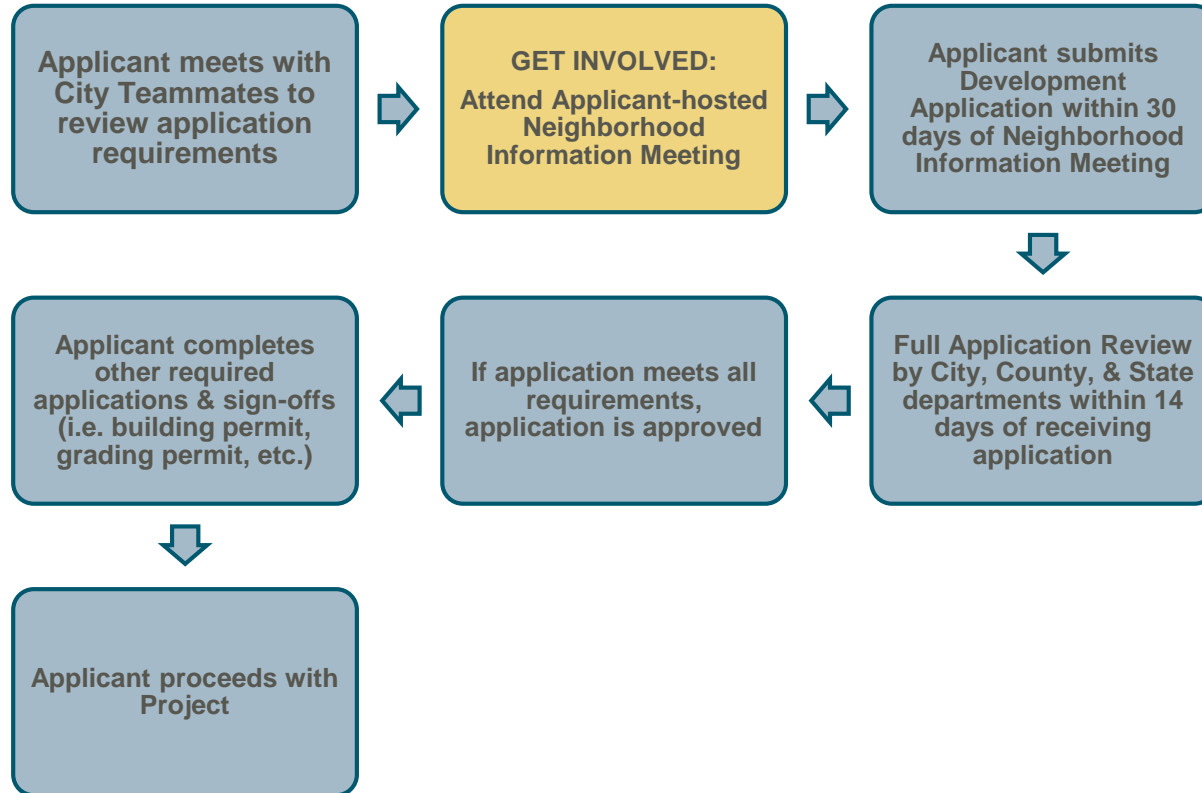 Applicant meets with
City Teammates to
review application
requirements
GET INVOLVED:
Attend Applicant-hosted
Neighborhood
Information Meeting
Applicant submits
Development
Application within 30
days of Neighborhood
Information Meeting
Full Application Review
by City, County, & State
departments within 14
days of receiving
application
If application meets all
requirements,
application is approved
Applicant completes
other required
applications & sign-offs
(i.e. building permit,
grading permit, etc.)
Applicant proceeds with
Project